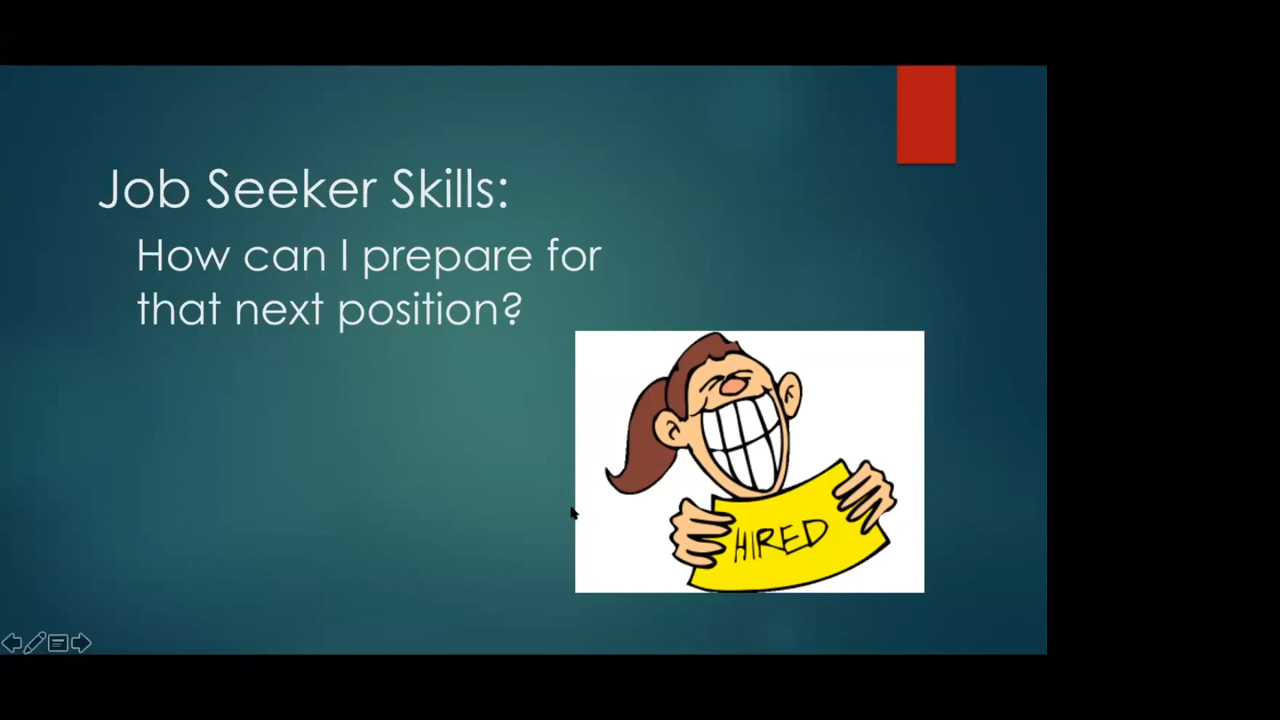 Job Seeker Skills:
How can I prepare for
that next position?
HIRED